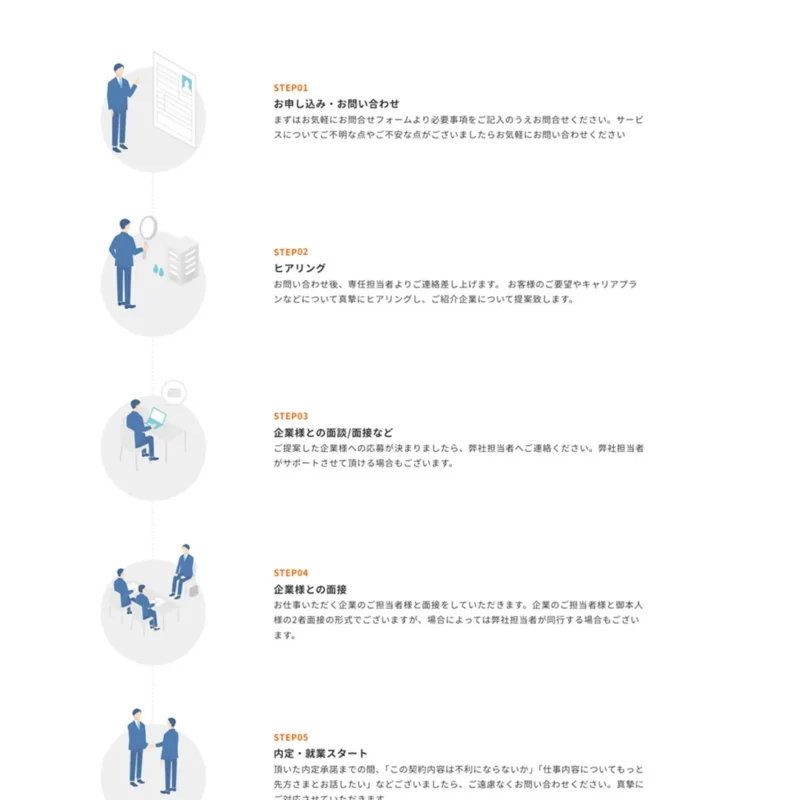 STEP01
お申し込み・お問い合わせ
まずはお気軽にお問合せフォームより必要事項をご記入のうえお問合せください。サービ
スについてご不明な点やご不安な点がございましたらお気軽にお問い合わせください
STEP02
ヒアリング
お問い合わせ後、専任担当者よりご連絡差し上げます。 お客様のご要望やキャリアプラ
ンなどについて真摯にヒアリングし、ご紹介企業について提案致します。
STEP03
企業様との面談/面接など
ご提案した企業様への応募が決まりましたら、弊社担当者へご連絡ください。弊社担当者
がサポートさせて頂ける場合もございます。
STEP04
企業様との面接
お仕事いただく企業のご担当者様と面接をしていただきます。企業のご担当者様と御本人
様の2者面接の形式でございますが、場合によっては弊社担当者が同行する場合もござい
ます。
STEP05
内定・就業スタート
頂いた内定承諾までの間、「この契約内容は不利にならないか」「仕事内容についてもっと
先方さまとお話したい」などございましたら、ご遠慮なくお問い合わせください。真摯に
ご対応させていただきます